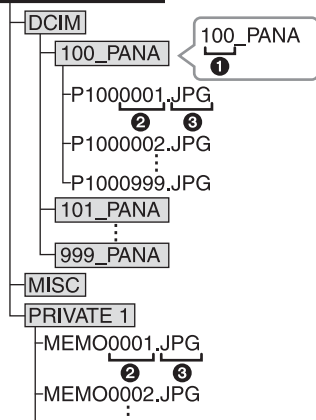 DCIM
100_PANA
100_PANA
❶
P1000001.JPG
❷ ❸
P1000002.JPG
P1000999.JPG
101_PANA
999_PANA
MISC
PRIVATE 1
MEMO0001.JPG
❷ ❸
MEMO0002.JPG